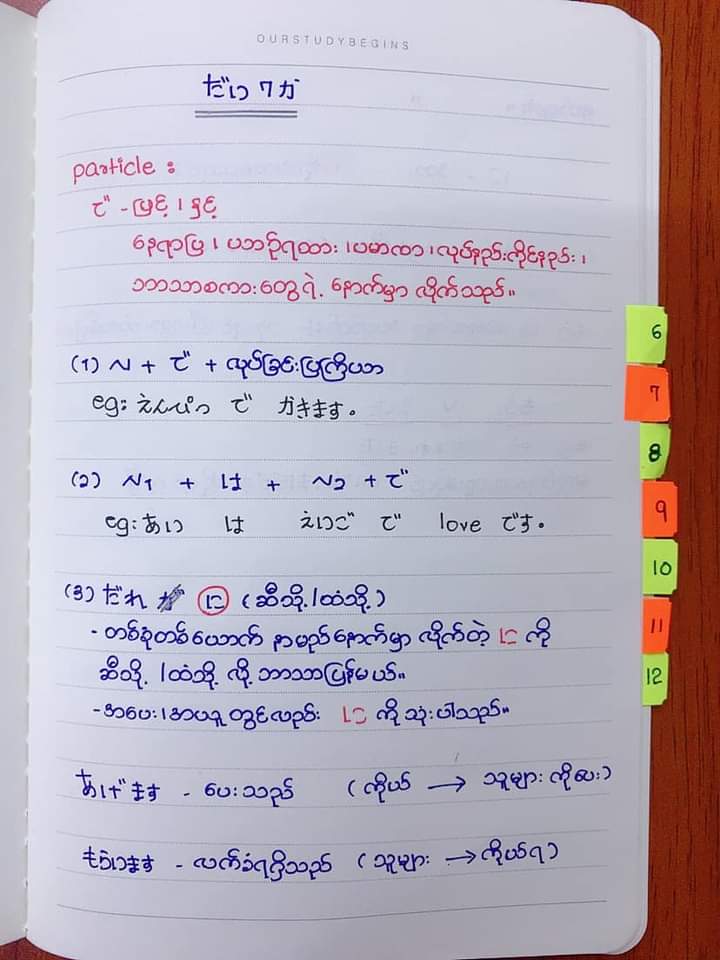 OURSTUDYBEGINS
だい 7 か
particle :
で - ဖြင့် ၊ နှင့်
နေရာပြ ၊ ယာဉ်ရထား ၊ ပမာဏ ၊ လုပ်နည်းကိုင်နည်း ၊
ဘာသာစကားတွေရဲ့ နောက်မှာ လိုက်သည်။
(1) N + で + လုပ်ခြင်းပြကြိယာ
eg: えんぴつ で かきます。
(2) N1 + は + N2 + で
eg: あい は えいご で love です。
(3) だれ に (ဆီသို့ / ထံသို့)
- တစ်စုံတစ်ယောက် နာမည်နောက်မှာ လိုက်တဲ့ に ကို
ဆီသို့ / ထံသို့ လို့ ဘာသာပြန်မယ်။
- အပေး ၊ အယူ တွင်လည်း に ကို သုံးပါသည်။
あげます - ပေးသည် (ကိုယ် → သူများ ကိုပေး)
もらいます - လက်ခံရရှိသည် (သူများ → ကိုယ်ရ)
6
7
8
9
10
11
12